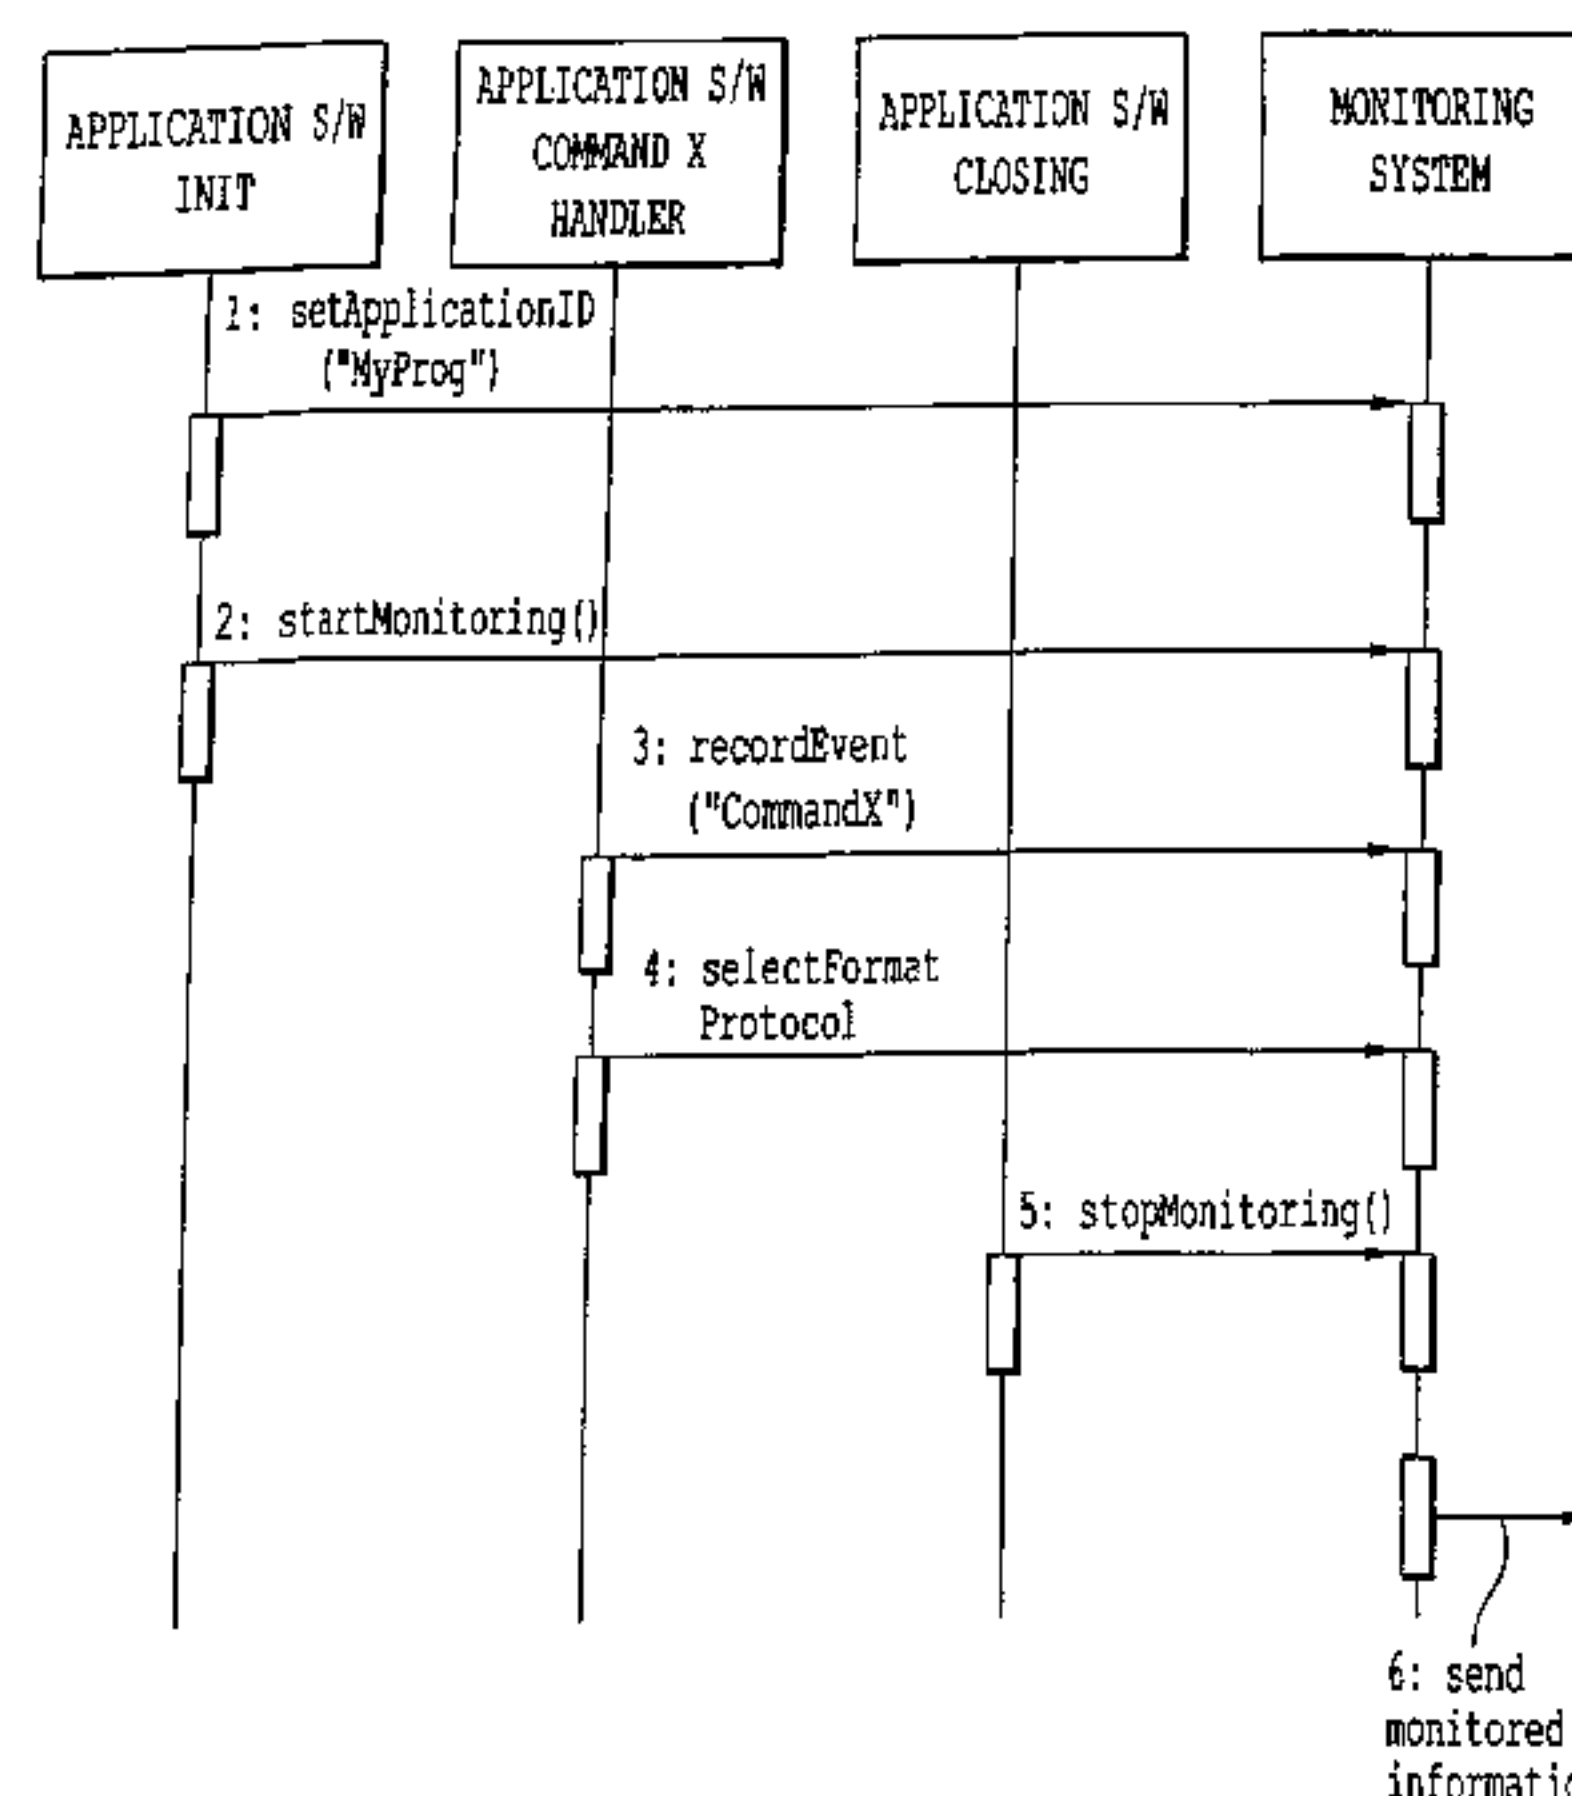 APPLICATION S/W
INIT
APPLICATION S/W
COMMAND X
HANDLER
APPLICATION S/W
CLOSING
MONITORING
SYSTEM
1: setApplicationID
("MyProg")
2: startMonitoring()
3: recordEvent
("CommandX")
4: selectFormat
Protocol
5: stopMonitoring()
6: send
monitored